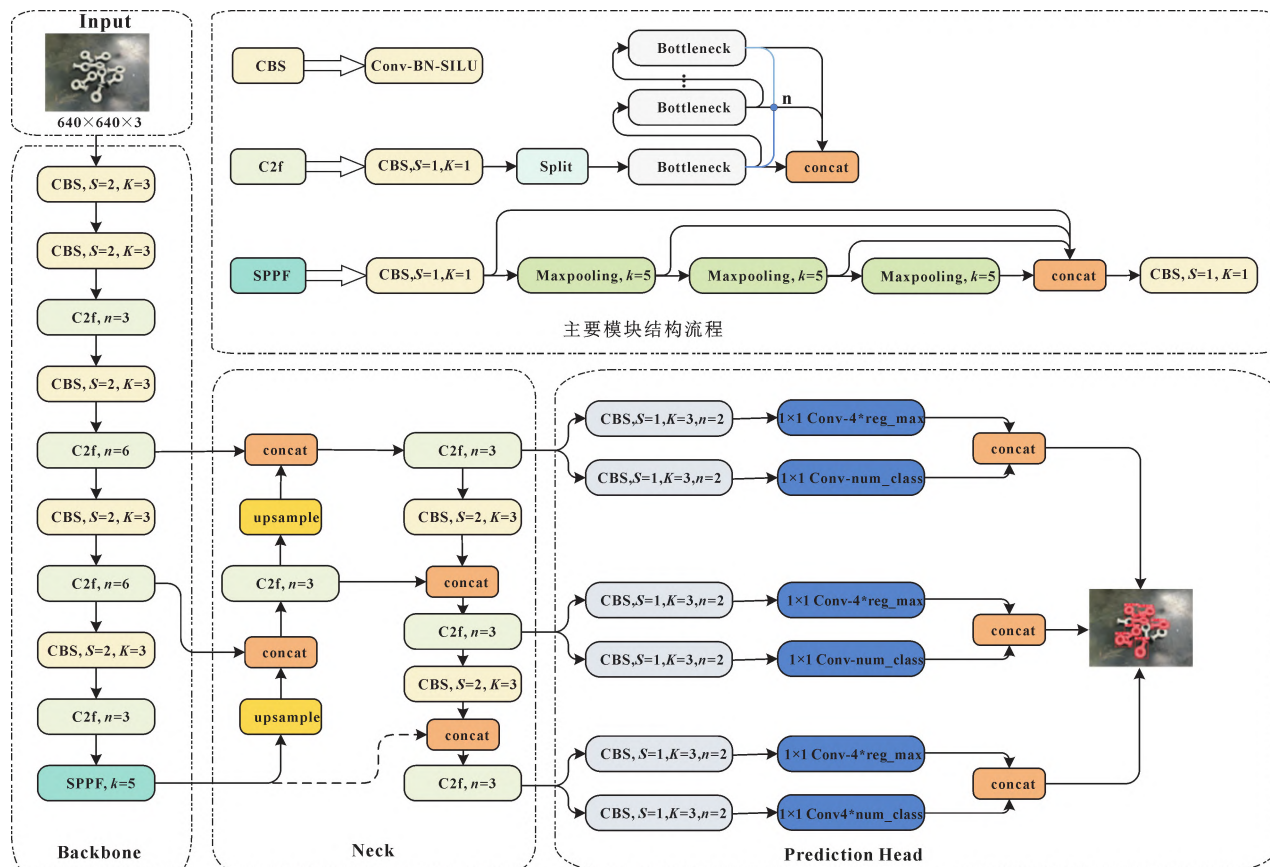 Input
640×640×3
CBS, S=2, K=3
CBS, S=2, K=3
C2f, n=3
CBS, S=2, K=3
C2f, n=6
CBS, S=2, K=3
C2f, n=6
CBS, S=2, K=3
C2f, n=3
SPPF, k=5
Backbone
CBS
Conv-BN-SILU
Bottleneck
Bottleneck
n
C2f
CBS,S=1,K=1
Split
Bottleneck
concat
SPPF
CBS,S=1,K=1
Maxpooling, k=5
Maxpooling, k=5
Maxpooling, k=5
concat
CBS, S=1, K=1
主要模块结构流程
concat
upsample
C2f, n=3
concat
upsample
C2f, n=3
CBS, S=2, K=3
concat
C2f, n=3
CBS, S=2, K=3
concat
C2f, n=3
Neck
CBS,S=1,K=3,n=2
1×1 Conv-4*reg_max
CBS,S=1,K=3,n=2
1×1 Conv-num_class
concat
CBS,S=1,K=3,n=2
1×1 Conv-4*reg_max
CBS,S=1,K=3,n=2
1×1 Conv-num_class
concat
CBS, S=1,K=3,n=2
1×1 Conv-4*reg_max
CBS, S=1,K=3,n=2
1×1 Conv4*num_class
concat
Prediction Head